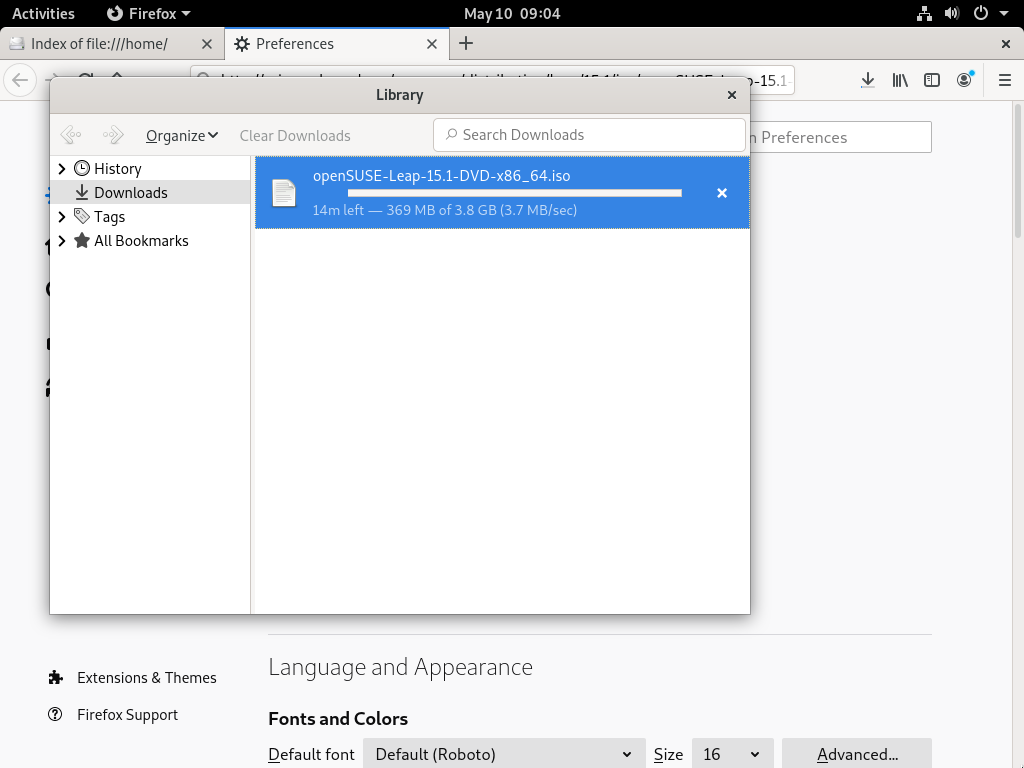 Activities Firefox May 10 09:04
Index of file:///home/ Preferences
Library
Organize Clear Downloads Search Downloads
Preferences
History
Downloads
Tags
All Bookmarks
openSUSE-Leap-15.1-DVD-x86_64.iso
14m left — 369 MB of 3.8 GB (3.7 MB/sec)
Extensions & Themes
Firefox Support
Language and Appearance
Fonts and Colors
Default font Default (Roboto) Size 16 Advanced...